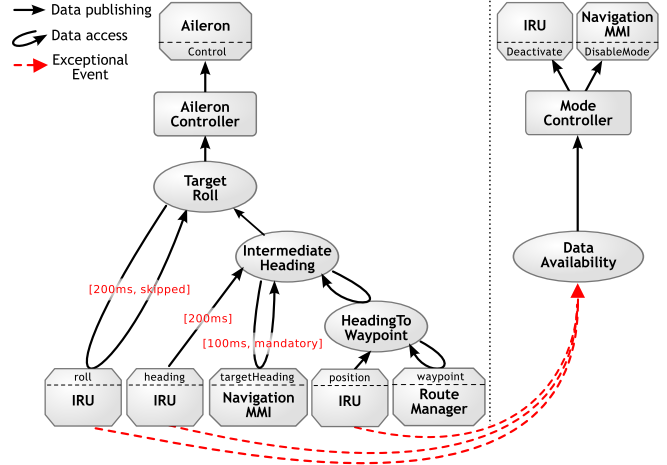 Data publishing
Data access
Exceptional
Event
Aileron
Control
IRU
Deactivate
Navigation
MMI
DisableMode
Aileron
Controller
Mode
Controller
Target
Roll
Intermediate
Heading
Data
Availability
[200ms, skipped]
[200ms]
[100ms, mandatory]
HeadingTo
Waypoint
roll
IRU
heading
IRU
targetHeading
Navigation
MMI
position
IRU
waypoint
Route
Manager